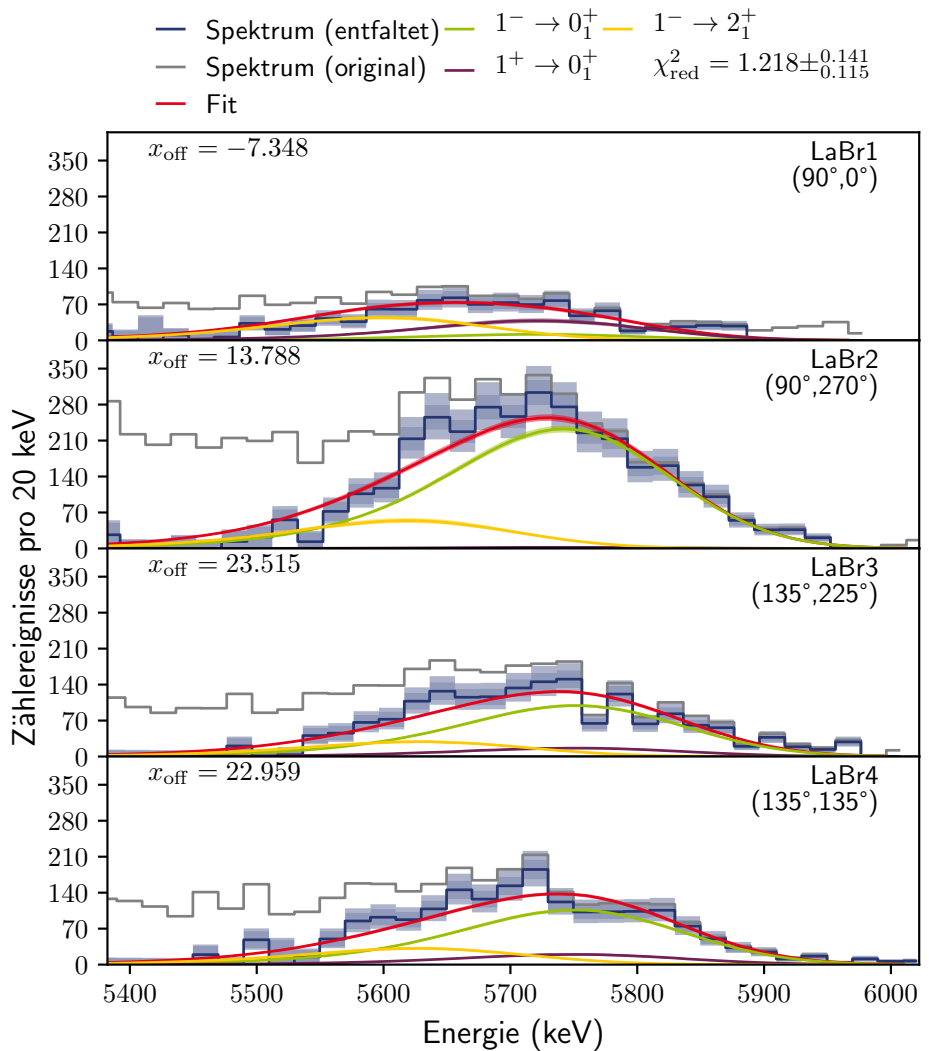 Spektrum (entfaltet) 1⁻ → 0₁⁺ 1⁻ → 2₁⁺
Spektrum (original) 1⁺ → 0₁⁺ χ²_red = 1.218±^0.141_0.115
Fit
x_off = −7.348
LaBr1
(90°,0°)
350
280
210
140
70
0
x_off = 13.788
LaBr2
(90°,270°)
350
280
210
140
70
0
x_off = 23.515
LaBr3
(135°,225°)
350
280
210
140
70
0
x_off = 22.959
LaBr4
(135°,135°)
350
280
210
140
70
0
Zählereignisse pro 20 keV
5400 5500 5600 5700 5800 5900 6000
Energie (keV)